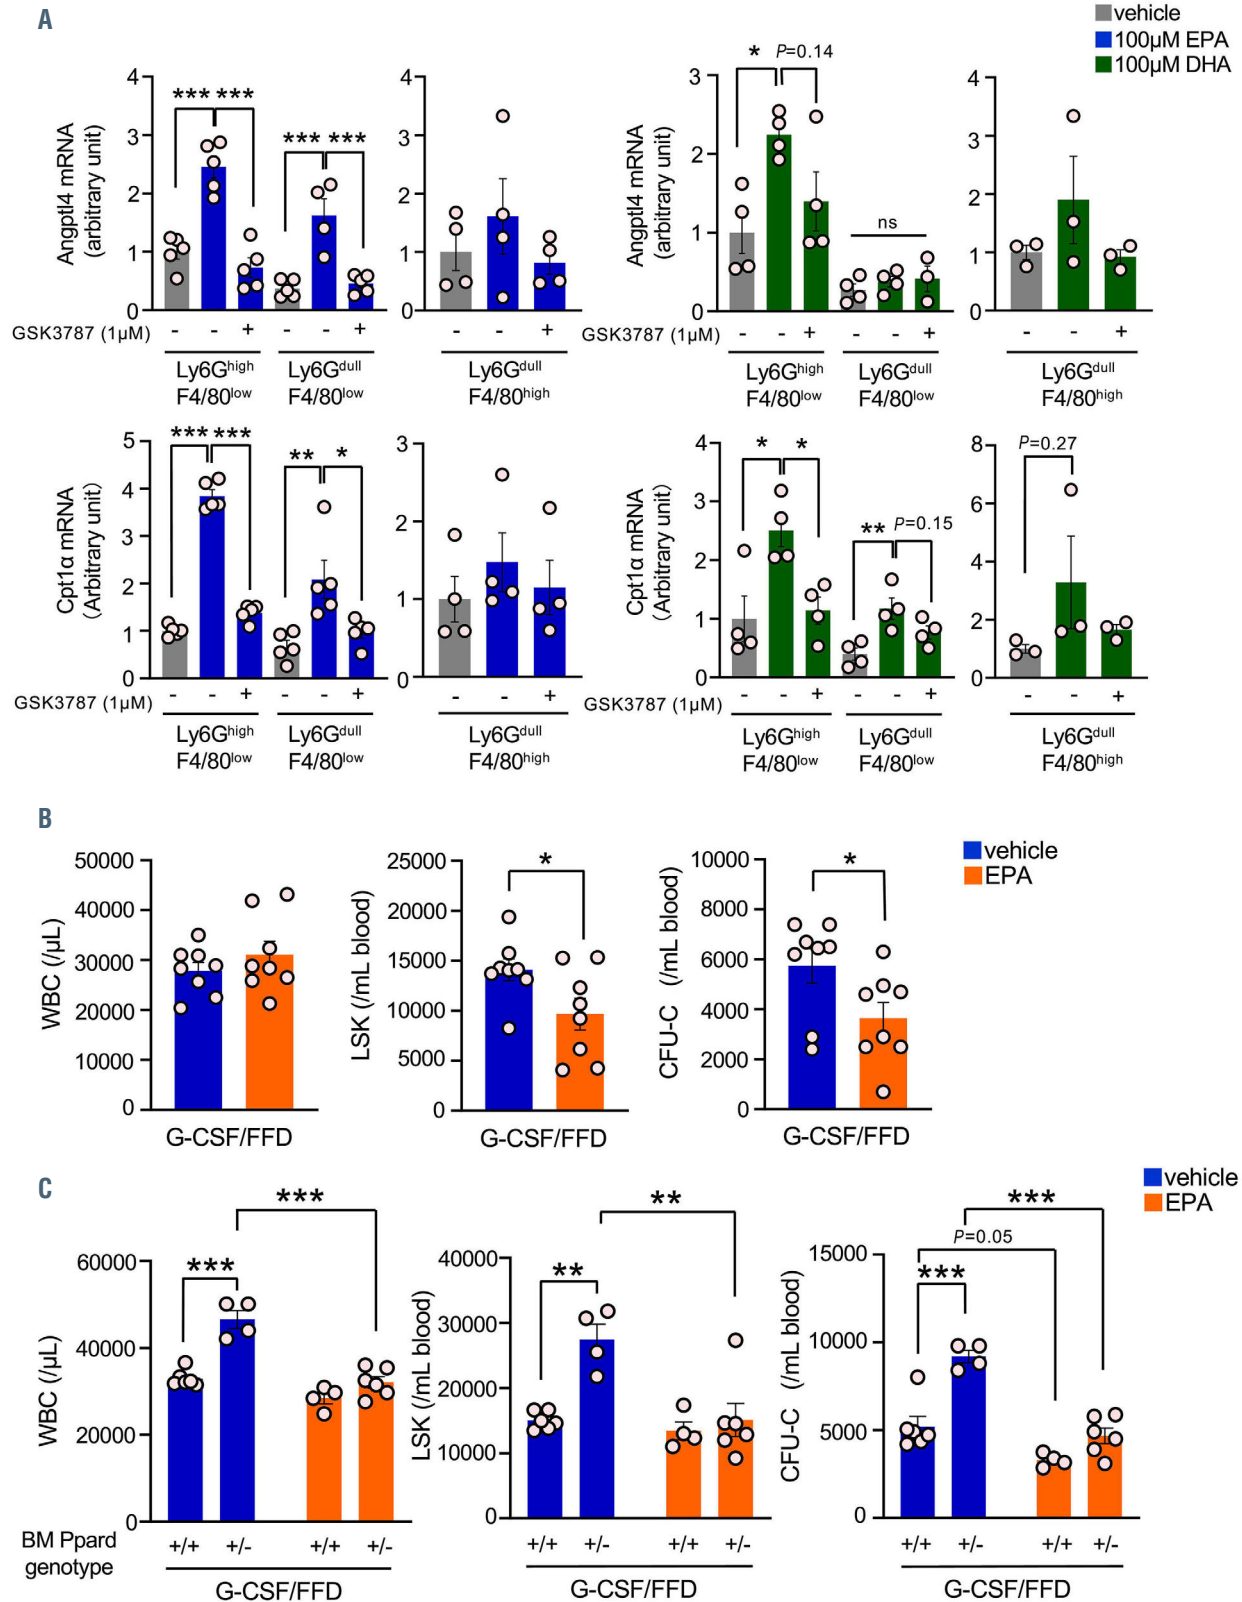 A
vehicle
100μM EPA
100μM DHA
Angptl4 mRNA
(arbitrary unit)
4
3
2
1
0
*** ***
*** ***
4
3
2
1
0
Angptl4 mRNA
(arbitrary unit)
3
2
1
0
* P=0.14
ns
4
3
2
1
0
GSK3787 (1μM) - - + - - + - - +
GSK3787 (1μM) - - + - - + - - +
Ly6Ghigh Ly6Gdull Ly6Gdull
F4/80low F4/80low F4/80high
Ly6Ghigh Ly6Gdull Ly6Gdull
F4/80low F4/80low F4/80high
Cpt1α mRNA
(Arbitrary unit)
5
4
3
2
1
0
*** ***
** *
3
2
1
0
Cpt1α mRNA
(Arbitrary unit)
4
3
2
1
0
* *
** P=0.15
8
6
4
2
0
P=0.27
GSK3787 (1μM) - - + - - + - - +
GSK3787 (1μM) - - + - - + - - +
Ly6Ghigh Ly6Gdull Ly6Gdull
F4/80low F4/80low F4/80high
Ly6Ghigh Ly6Gdull Ly6Gdull
F4/80low F4/80low F4/80high
B
vehicle
EPA
WBC (/μL)
50000
40000
30000
20000
10000
0
G-CSF/FFD
LSK (/mL blood)
25000
20000
15000
10000
5000
0
*
G-CSF/FFD
CFU-C (/mL blood)
10000
8000
6000
4000
2000
0
*
G-CSF/FFD
C
vehicle
EPA
WBC (/μL)
60000
40000
20000
0
***
***
LSK (/mL blood)
40000
30000
20000
10000
0
**
**
CFU-C (/mL blood)
15000
10000
5000
0
***
P=0.05
***
BM Ppard
genotype
+/+ +/- +/+ +/-
G-CSF/FFD
+/+ +/- +/+ +/-
G-CSF/FFD
+/+ +/- +/+ +/-
G-CSF/FFD